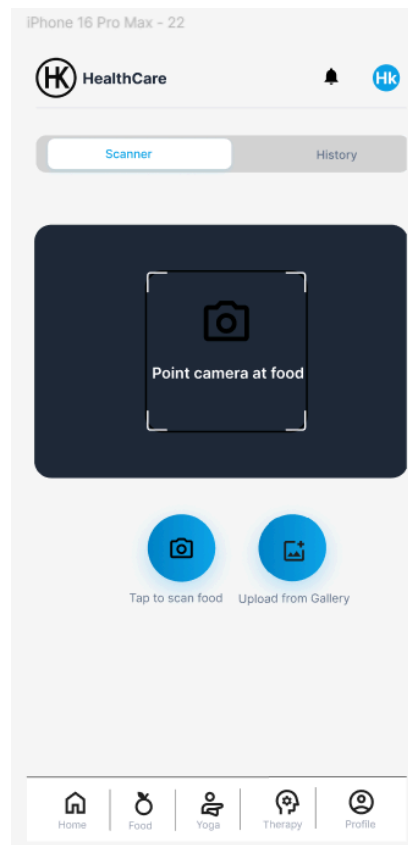 iPhone 16 Pro Max - 22
HK HealthCare Hk
Scanner History
Point camera at food
Tap to scan food Upload from Gallery
Home Food Yoga Therapy Profile